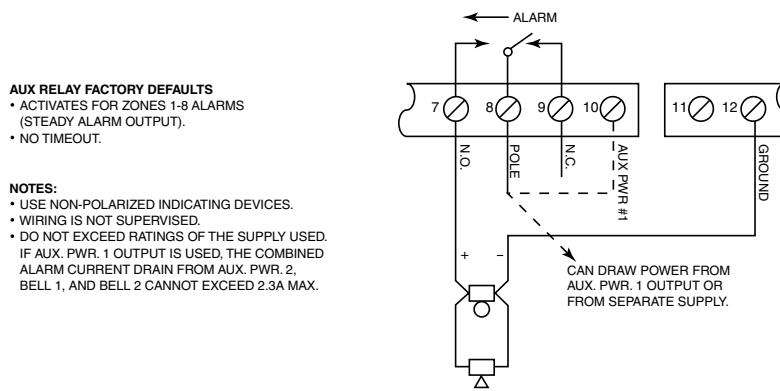 AUX RELAY FACTORY DEFAULTS
• ACTIVATES FOR ZONES 1-8 ALARMS
(STEADY ALARM OUTPUT).
• NO TIMEOUT.
NOTES:
• USE NON-POLARIZED INDICATING DEVICES.
• WIRING IS NOT SUPERVISED.
• DO NOT EXCEED RATINGS OF THE SUPPLY USED.
IF AUX. PWR. 1 OUTPUT IS USED, THE COMBINED
ALARM CURRENT DRAIN FROM AUX. PWR. 2,
BELL 1, AND BELL 2 CANNOT EXCEED 2.3A MAX.
ALARM
7 8 9 10 11 12
N.O.
POLE
N.C.
AUX PWR #1
GROUND
+ –
CAN DRAW POWER FROM
AUX. PWR. 1 OUTPUT OR
FROM SEPARATE SUPPLY.